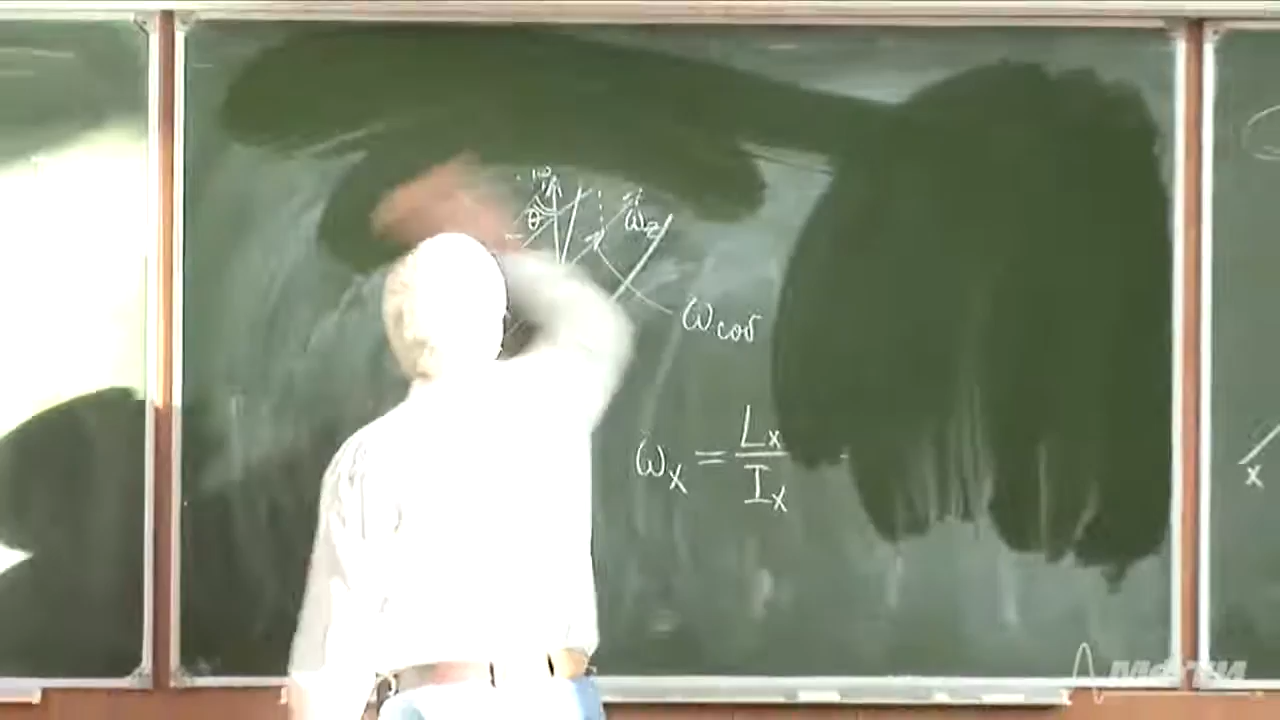 ω
θ
ω⃗z
ω соб
ωx = Lx / Ix
x